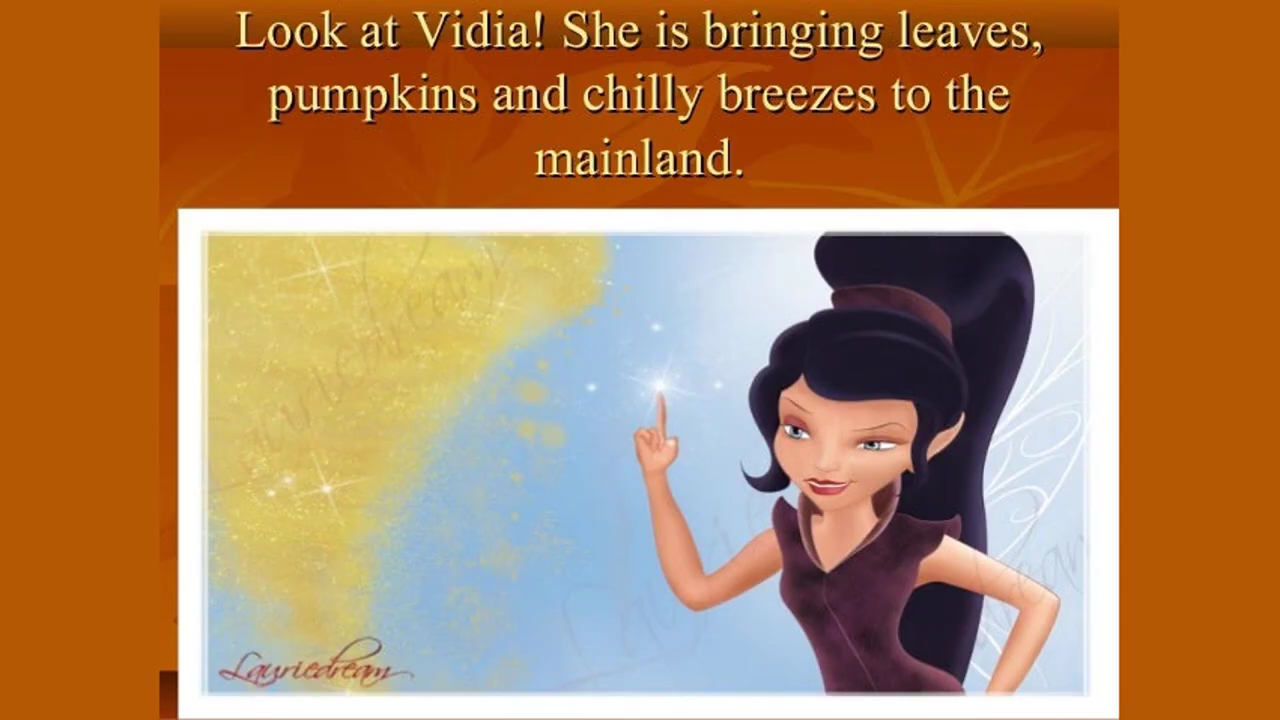 Look at Vidia! She is bringing leaves,
pumpkins and chilly breezes to the
mainland.
Lauriedream